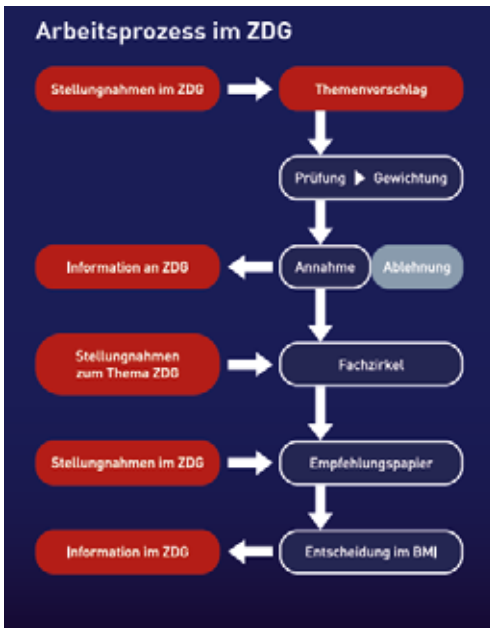 Arbeitsprozess im ZDG
Stellungnahmen im ZDG
Themenvorschlag
Prüfung Gewichtung
Information an ZDG
Annahme
Ablehnung
Stellungnahmen
zum Thema ZDG
Fachzirkel
Stellungnahmen im ZDG
Empfehlungspapier
Information im ZDG
Entscheidung im BMI